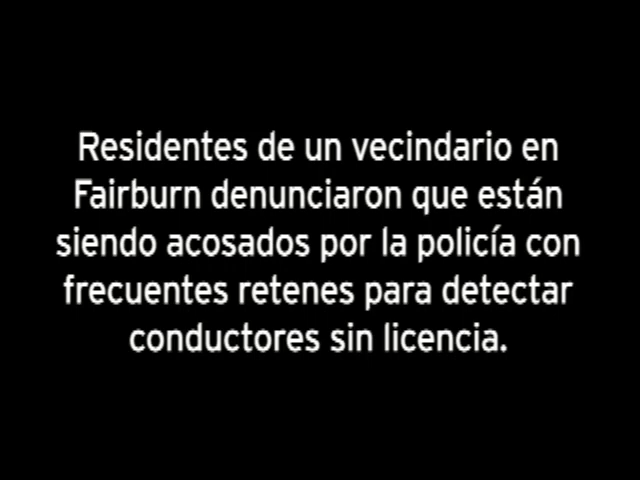 Residentes de un vecindario en
Fairburn denunciaron que están
siendo acosados por la policía con
frecuentes retenes para detectar
conductores sin licencia.